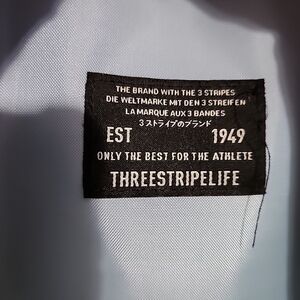 THE BRAND WITH THE 3 STRIPES
DIE WELTMARKE MIT DEN 3 STREIFEN
LA MARQUE AUX 3 BANDES
3 ストライプのブランド
EST 1949
ONLY THE BEST FOR THE ATHLETE
THREESTRIPELIFE